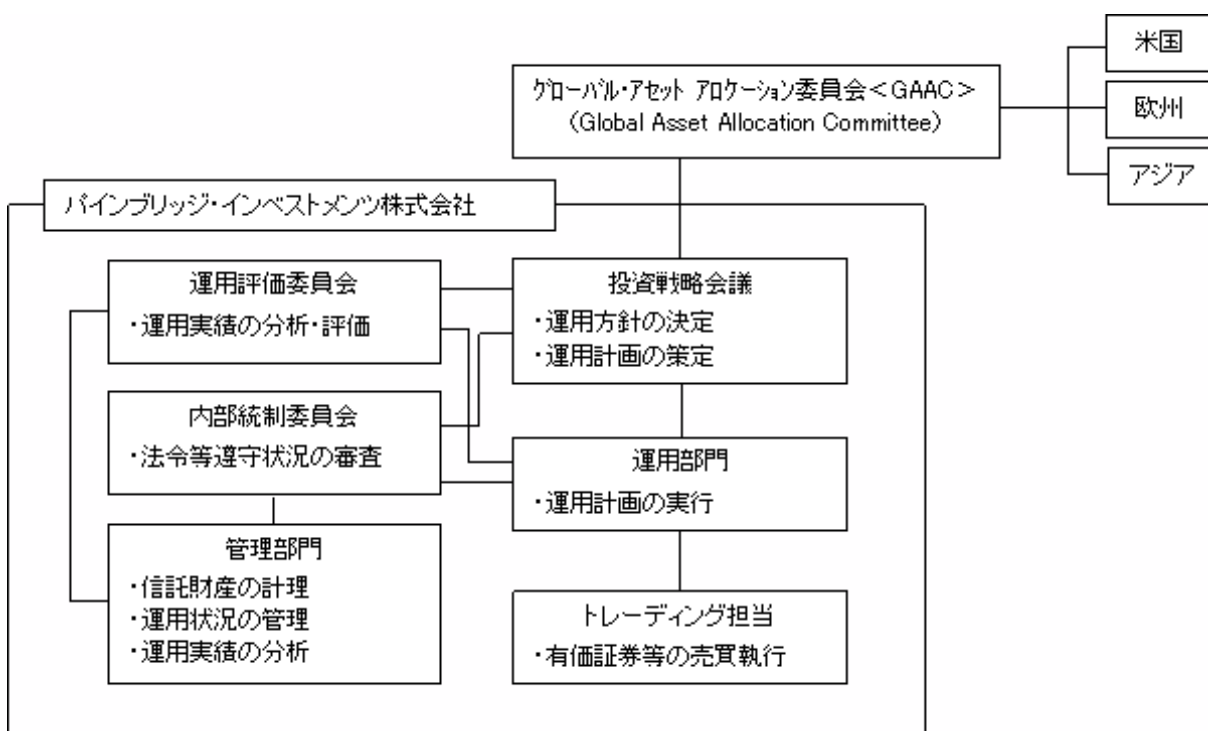 米国
グローバル・アセット アロケーション委員会<GAAC>
(Global Asset Allocation Committee)
欧州
アジア
パインブリッジ・インベストメンツ株式会社
運用評価委員会
・運用実績の分析・評価
投資戦略会議
・運用方針の決定
・運用計画の策定
内部統制委員会
・法令等遵守状況の審査
運用部門
・運用計画の実行
管理部門
・信託財産の計理
・運用状況の管理
・運用実績の分析
トレーディング担当
・有価証券等の売買執行